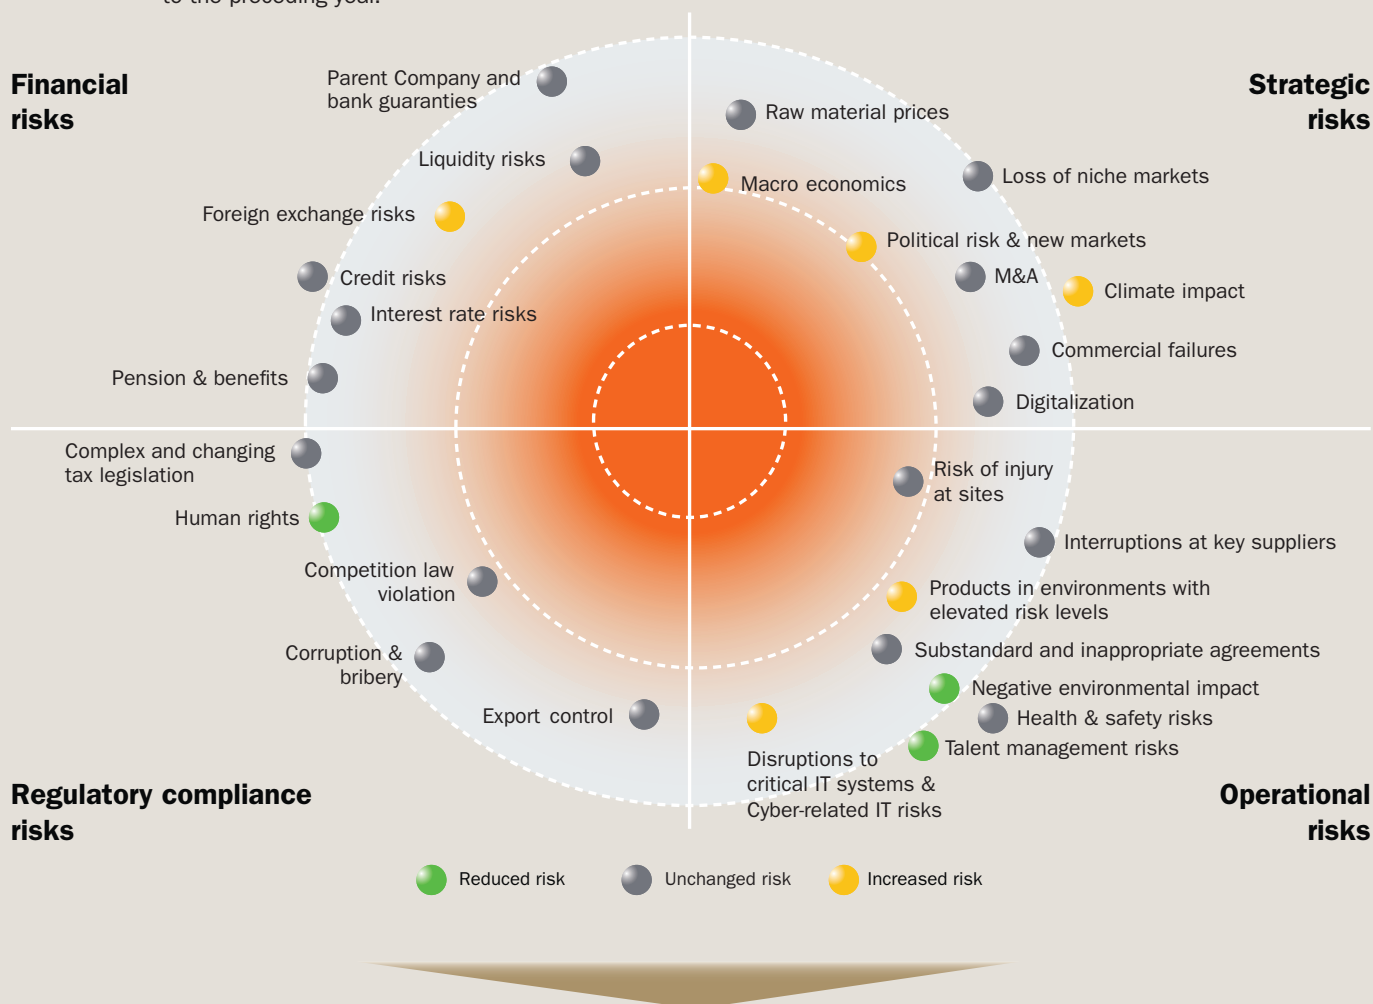 to the preceding year.
Financial
risks
Strategic
risks
Parent Company and
bank guaranties
Liquidity risks
Foreign exchange risks
Credit risks
Interest rate risks
Pension & benefits
Raw material prices
Macro economics
Loss of niche markets
Political risk & new markets
M&A
Climate impact
Commercial failures
Digitalization
Complex and changing
tax legislation
Human rights
Competition law
violation
Corruption &
bribery
Export control
Risk of injury
at sites
Interruptions at key suppliers
Products in environments with
elevated risk levels
Substandard and inappropriate agreements
Negative environmental impact
Health & safety risks
Talent management risks
Disruptions to
critical IT systems &
Cyber-related IT risks
Regulatory compliance
risks
Operational
risks
Reduced risk
Unchanged risk
Increased risk